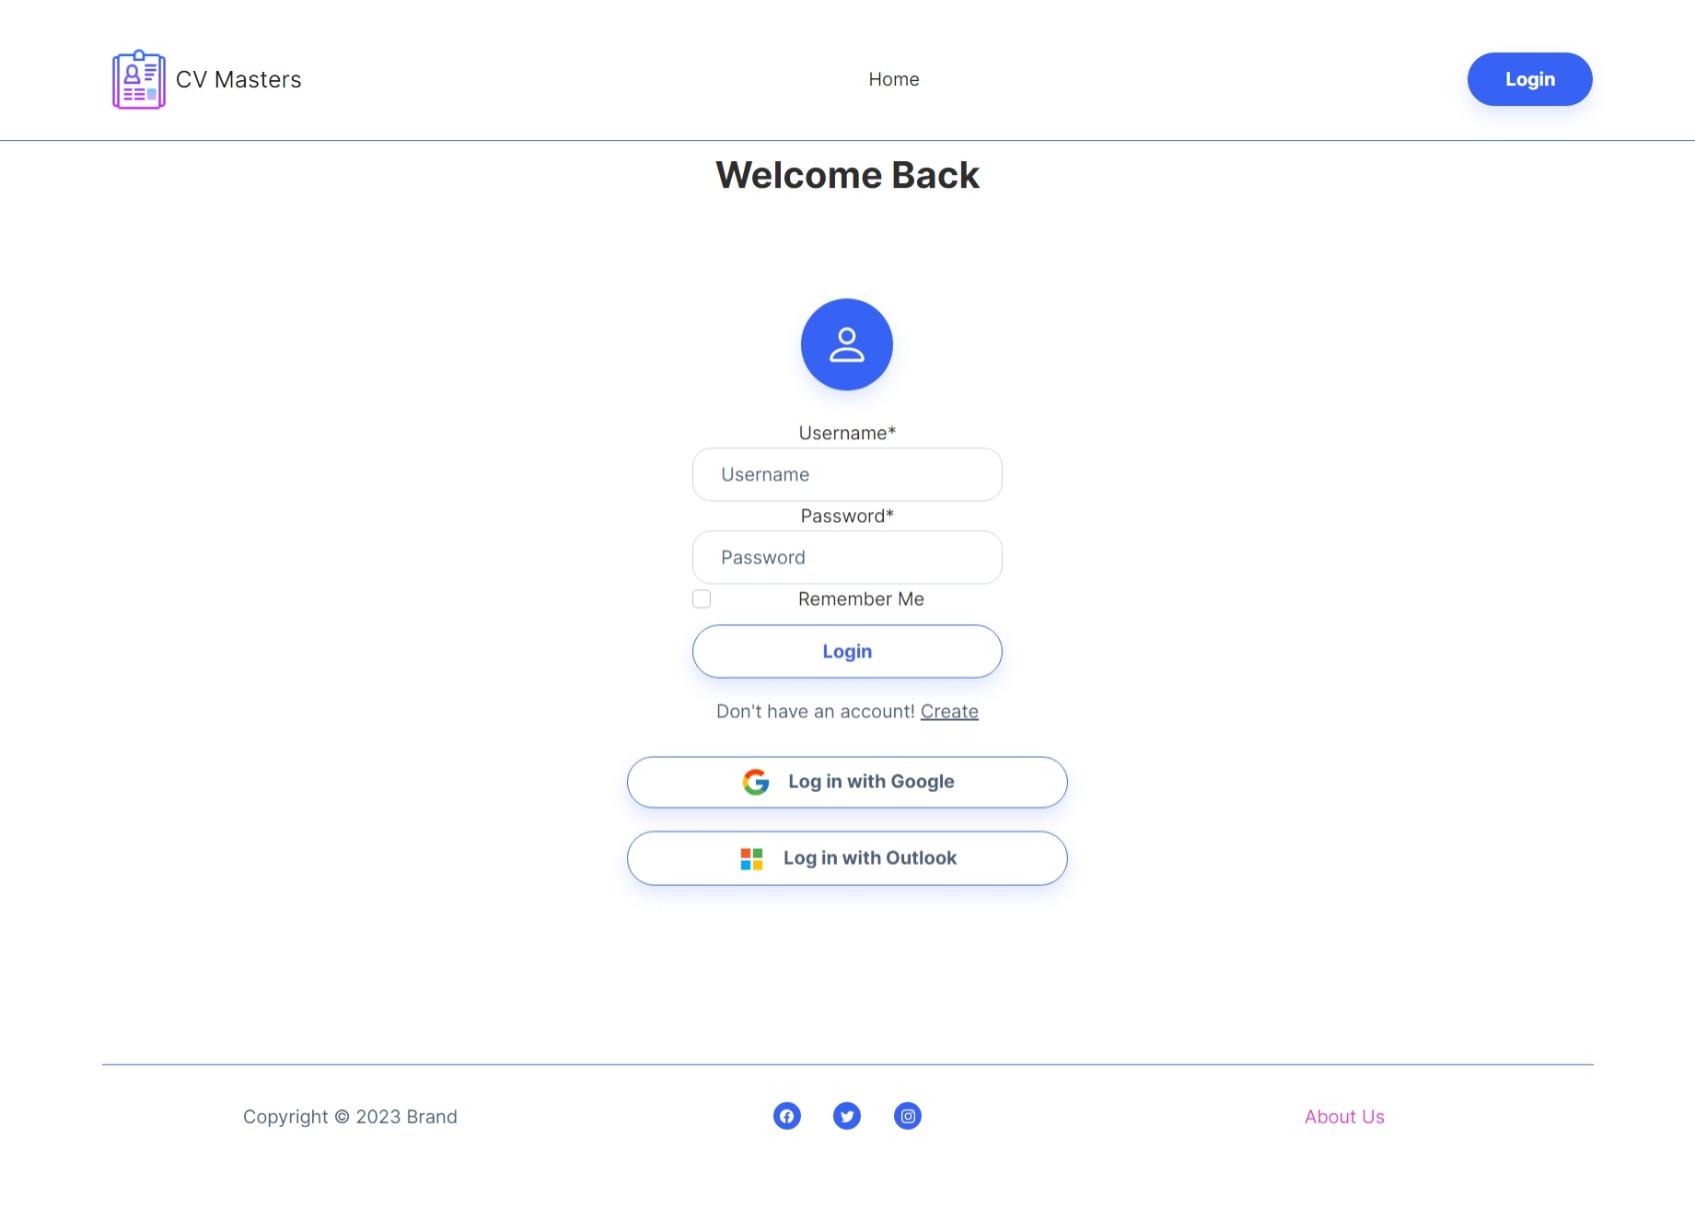 CV Masters
Home
Login
Welcome Back
Username*
Username
Password*
Password
Remember Me
Login
Don't have an account! Create
Log in with Google
Log in with Outlook
Copyright © 2023 Brand
About Us